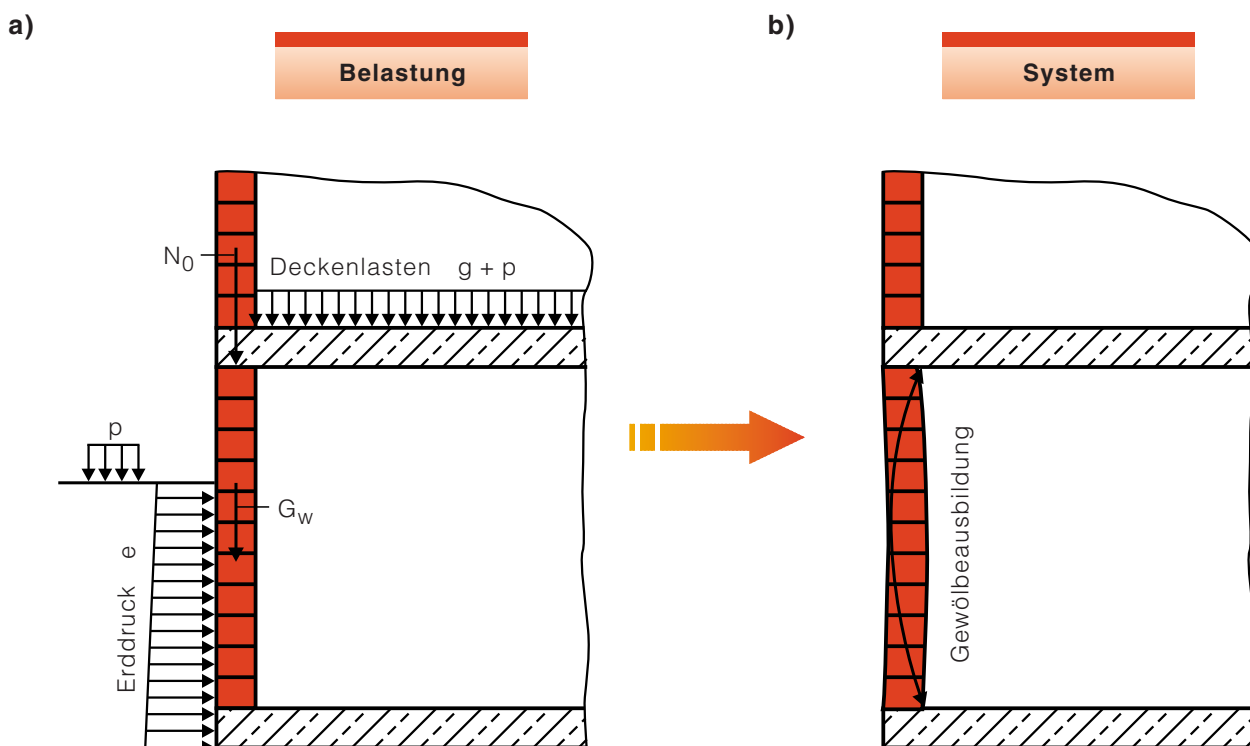 a)
Belastung
N0
Deckenlasten g + p
p
Gw
Erddruck e
b)
System
Gewölbeausbildung